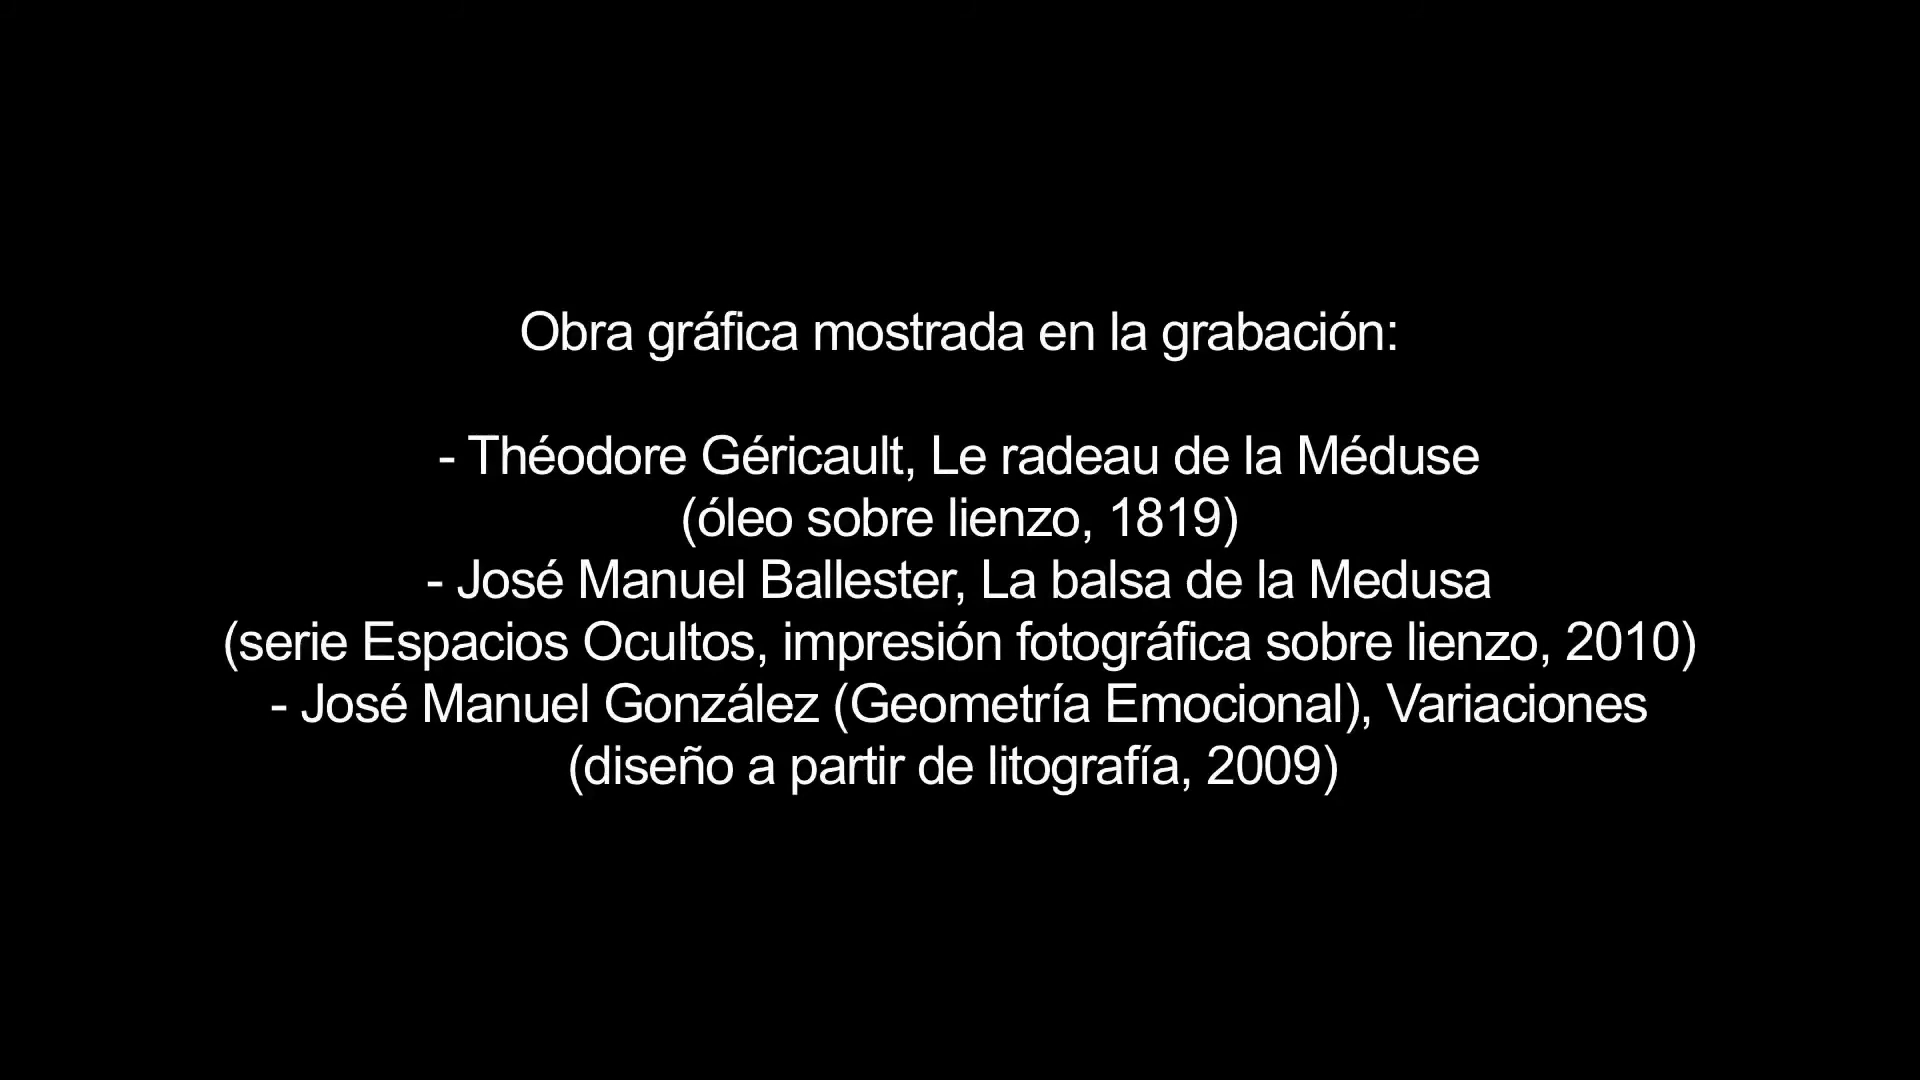 Obra gráfica mostrada en la grabación:
- Théodore Géricault, Le radeau de la Méduse
(óleo sobre lienzo, 1819)
- José Manuel Ballester, La balsa de la Medusa
(serie Espacios Ocultos, impresión fotográfica sobre lienzo, 2010)
- José Manuel González (Geometría Emocional), Variaciones
(diseño a partir de litografía, 2009)